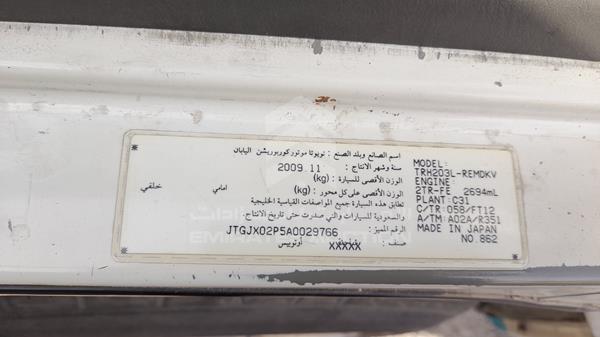 اسم الصانع وبلد الصنع : تويوتا موتور كوربوريشن اليابان
سنة وشهر الانتاج : 2009.11
الوزن الأقصى للسيارة : (kg)
الوزن الأقصى على كل محور : (kg) امامي خلفي
تطابق هذه السيارة جميع المواصفات القياسية الخليجية
والسعودية للسيارات والتي صدرت حتى تاريخ الانتاج
الرقم المميز : JTGJX02P5A0029766
صنف : أوتوبيس
XXXXX
MODEL:
TRH203L-REMDKV
ENGINE:
2TR-FE 2694mL
PLANT: C31
C/TR: 058/FT12
A/TM: A02A/R351
MADE IN JAPAN
NO.862